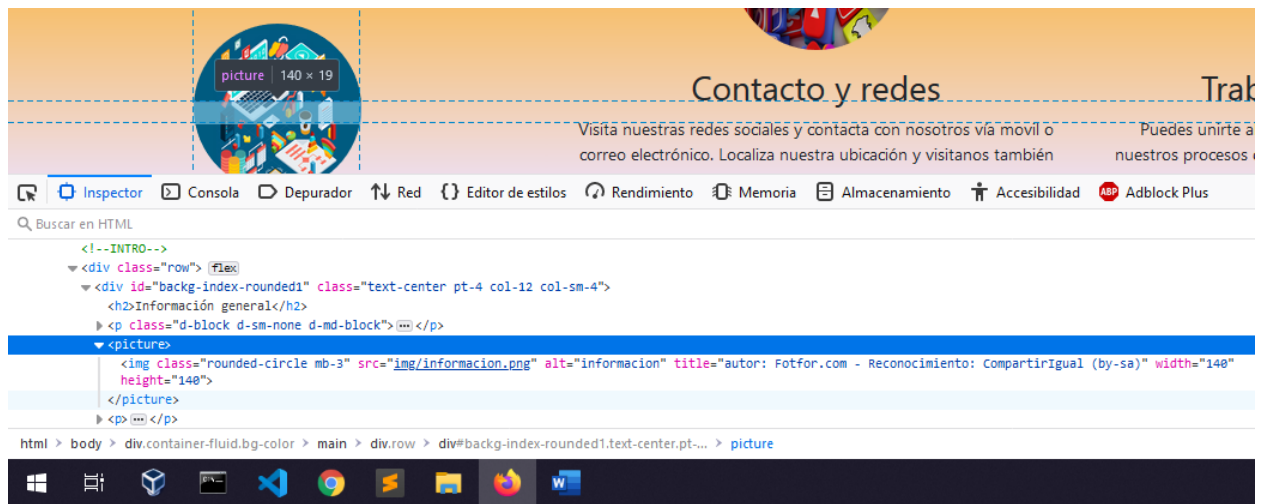 picture 140 × 19
Contacto y redes
Trab
Visita nuestras redes sociales y contacta con nosotros vía movil o
correo electrónico. Localiza nuestra ubicación y visitanos también
Puedes unirte a
nuestros procesos
Inspector Consola Depurador Red Editor de estilos Rendimiento Memoria Almacenamiento Accesibilidad ABP Adblock Plus
Buscar en HTML
<!--INTRO-->
<div class="row"> flex
<div id="backg-index-rounded1" class="text-center pt-4 col-12 col-sm-4">
<h2>Información general</h2>
<p class="d-block d-sm-none d-md-block">⋯</p>
<picture>
<img class="rounded-circle mb-3" src="img/informacion.png" alt="informacion" title="autor: Fotfor.com - Reconocimiento: CompartirIgual (by-sa)" width="140"
height="140">
</picture>
<p>⋯</p>
html > body > div.container-fluid.bg-color > main > div.row > div#backg-index-rounded1.text-center.pt-... > picture